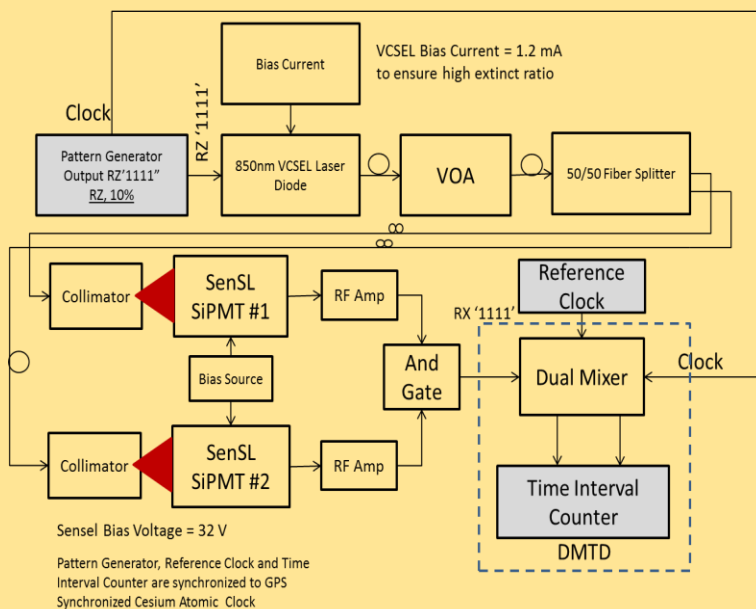 VCSEL Bias Current = 1.2 mA
to ensure high extinct ratio
Bias Current
Clock
RZ '1111'
Pattern Generator
Output RZ'1111"
RZ, 10%
850nm VCSEL Laser
Diode
VOA
50/50 Fiber Splitter
Collimator
SenSL
SiPMT #1
RF Amp
Reference
Clock
RX '1111'
Bias Source
And
Gate
Dual Mixer
Clock
Collimator
SenSL
SiPMT #2
RF Amp
Time Interval
Counter
DMTD
Sensel Bias Voltage = 32 V
Pattern Generator, Reference Clock and Time
Interval Counter are synchronized to GPS
Synchronized Cesium Atomic Clock